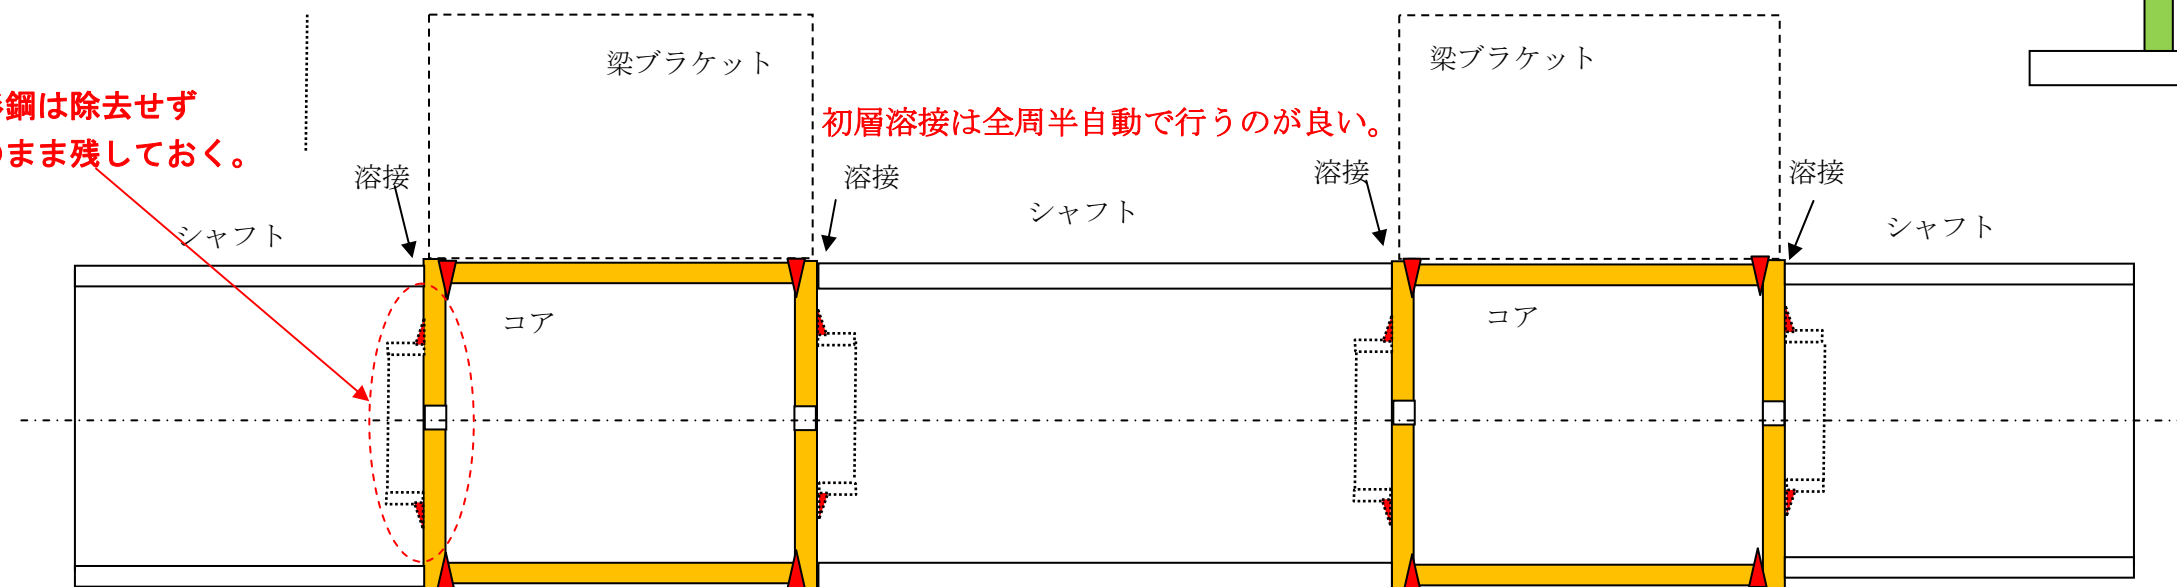 梁ブラケット
梁ブラケット
鋼は除去せず
まま残しておく。
初層溶接は全周半自動で行うのが良い。
溶接
溶接
溶接
溶接
シャフト
シャフト
シャフト
コア
コア